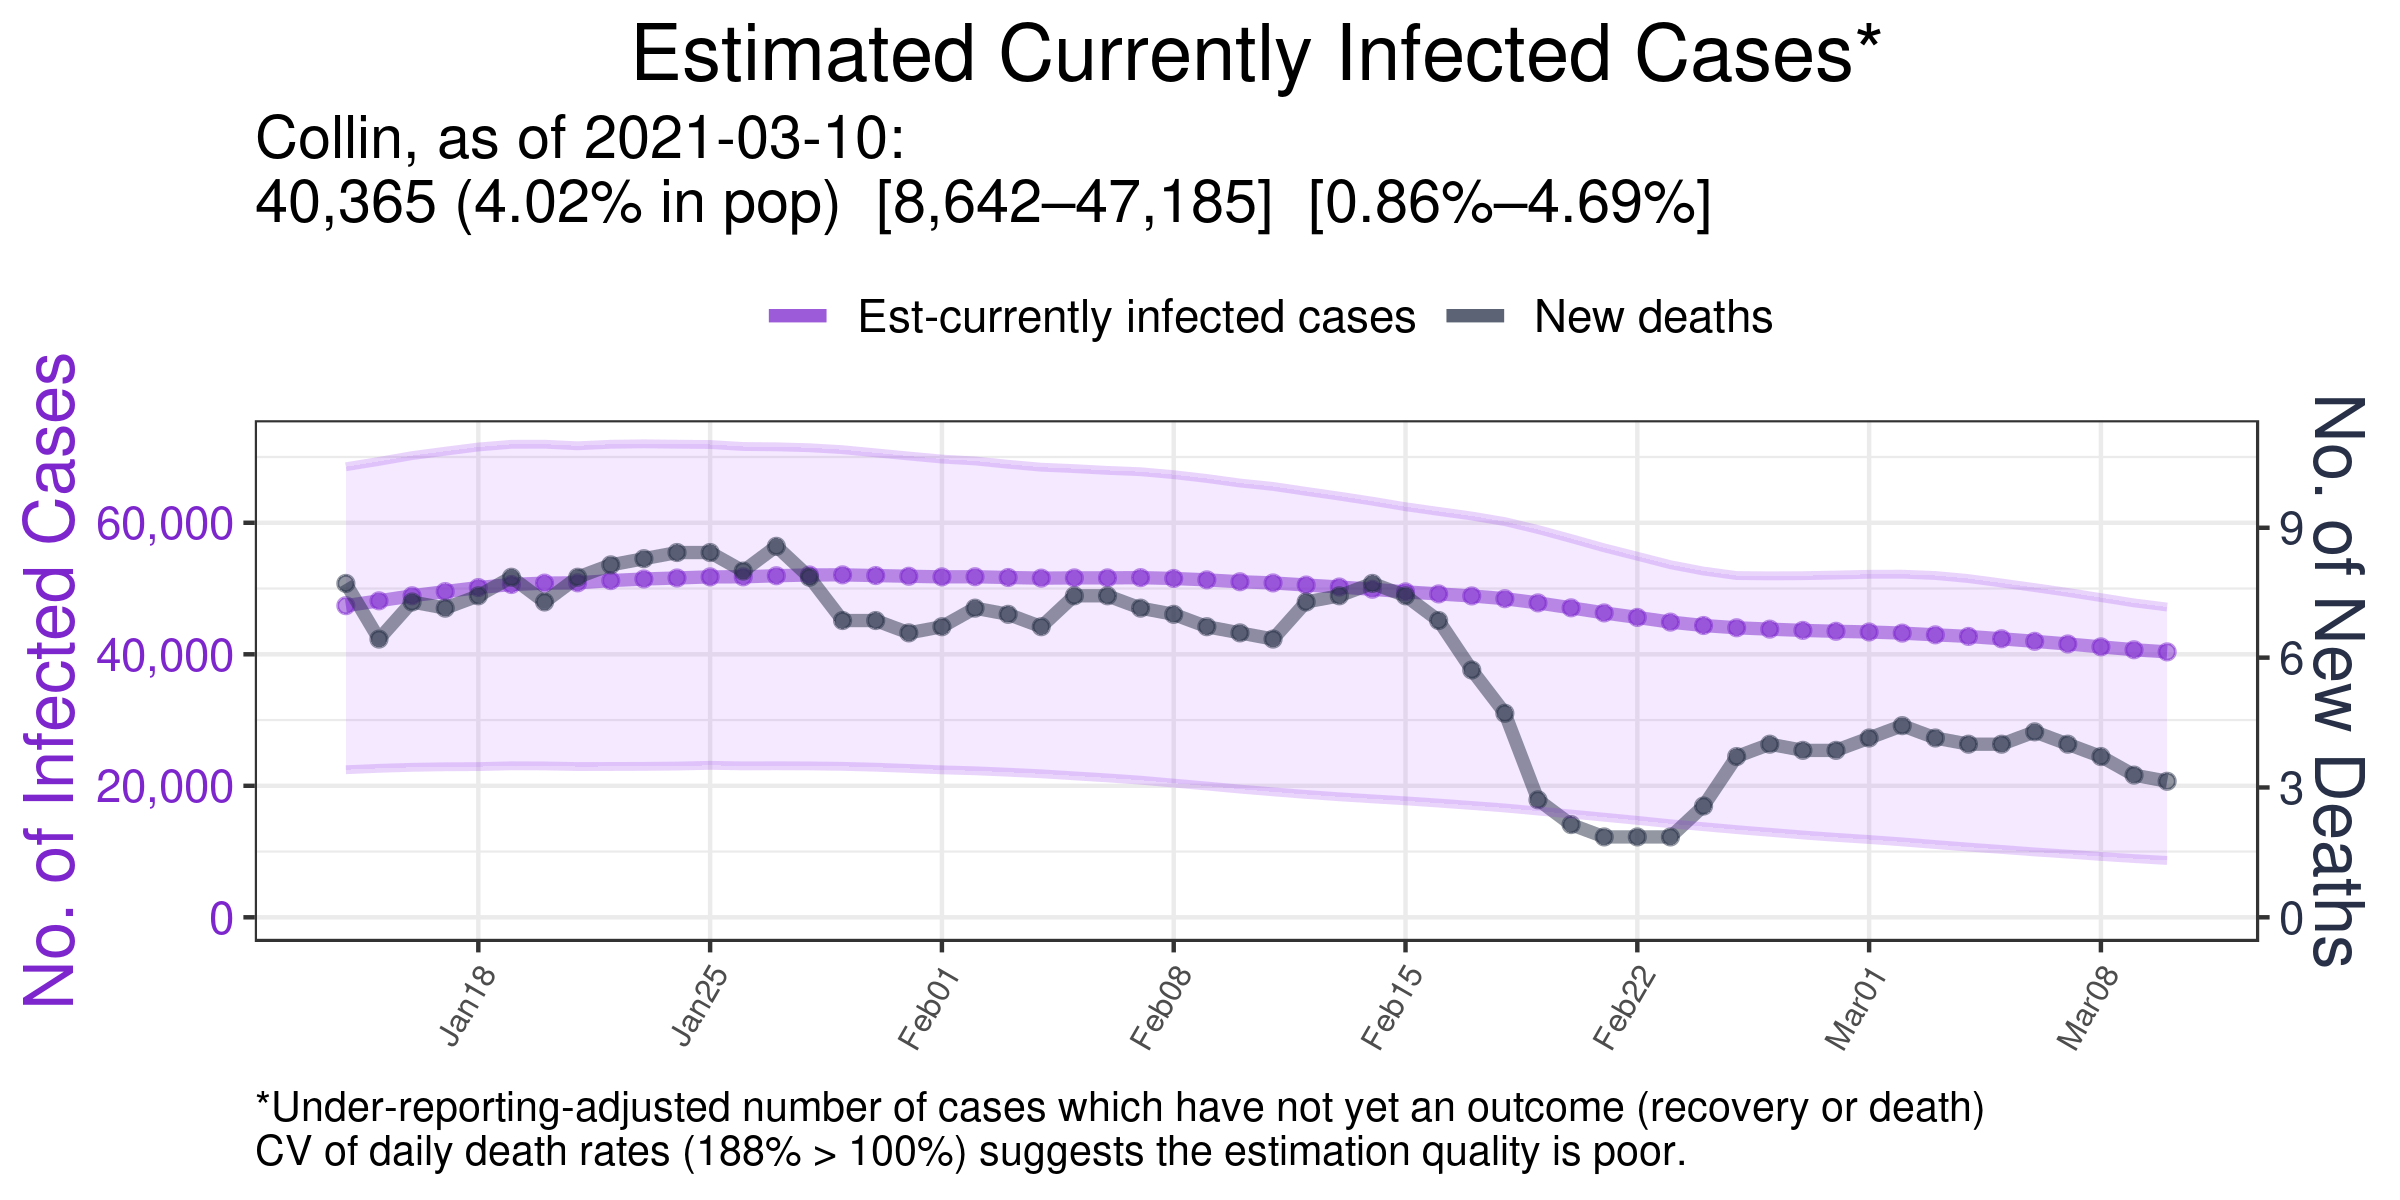 Estimated Currently Infected Cases*
Collin, as of 2021-03-10:
40,365 (4.02% in pop)  [8,642–47,185]  [0.86%–4.69%]
Est-currently infected cases
New deaths
No. of Infected Cases
60,000
40,000
20,000
0
No. of New Deaths
9
6
3
0
Jan18
Jan25
Feb01
Feb08
Feb15
Feb22
Mar01
Mar08
*Under-reporting-adjusted number of cases which have not yet an outcome (recovery or death)
CV of daily death rates (188% > 100%) suggests the estimation quality is poor.